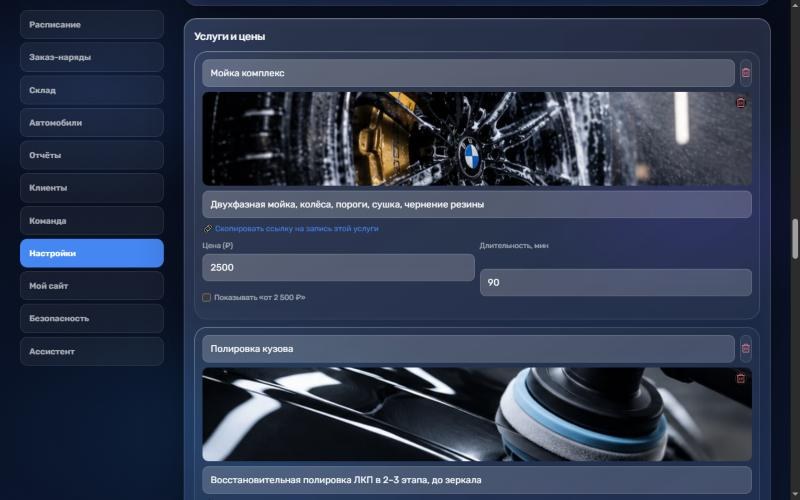 Расписание
Заказ-наряды
Склад
Автомобили
Отчёты
Клиенты
Команда
Настройки
Мой сайт
Безопасность
Ассистент
Услуги и цены
Мойка комплекс
Двухфазная мойка, колёса, пороги, сушка, чернение резины
Скопировать ссылку на запись этой услуги
Цена (₽)
Длительность, мин
2500
90
Показывать «от 2 500 ₽»
Полировка кузова
Восстановительная полировка ЛКП в 2–3 этапа, до зеркала